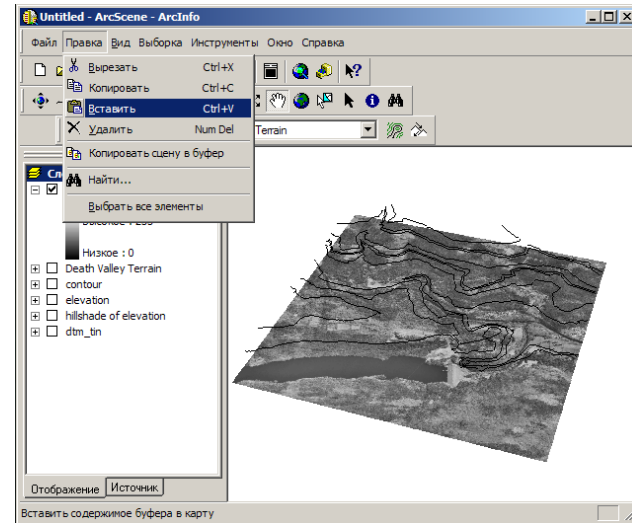 Untitled - ArcScene - ArcInfo
Файл Правка Вид Выборка Инструменты Окно Справка
Вырезать Ctrl+X
Копировать Ctrl+C
Вставить Ctrl+V
Удалить Num Del
Terrain
Копировать сцену в буфер
Найти...
Выбрать все элементы
Низкое : 0
Death Valley Terrain
contour
elevation
hillshade of elevation
dtm_tin
Отображение Источник
Вставить содержимое буфера в карту